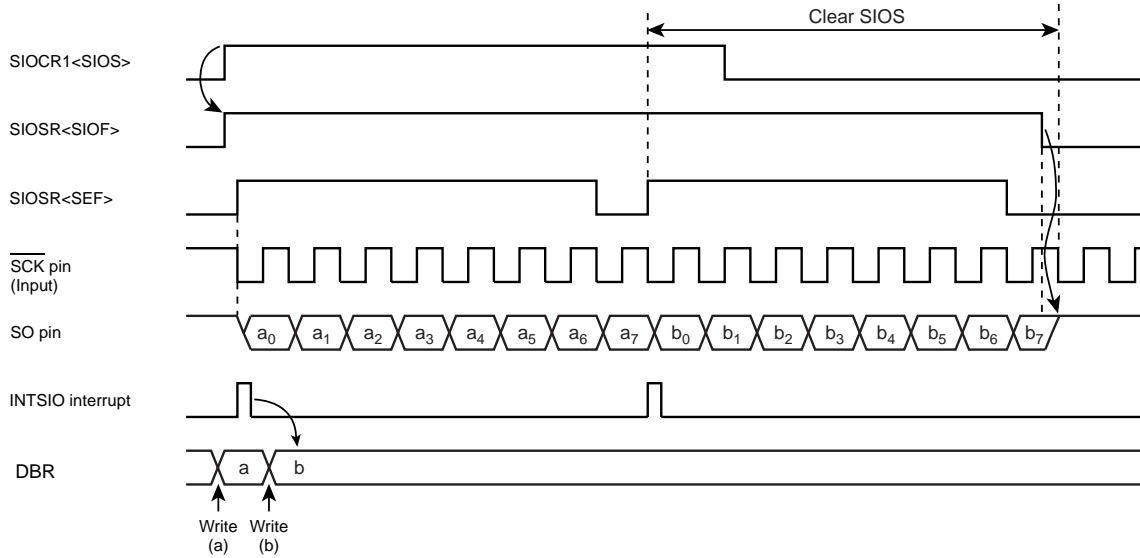 Clear SIOS
SIOCR1<SIOS>
SIOSR<SIOF>
SIOSR<SEF>
SCK pin
(Input)
SO pin
a0 a1 a2 a3 a4 a5 a6 a7 b0 b1 b2 b3 b4 b5 b6 b7
INTSIO interrupt
DBR
a b
Write Write
(a) (b)